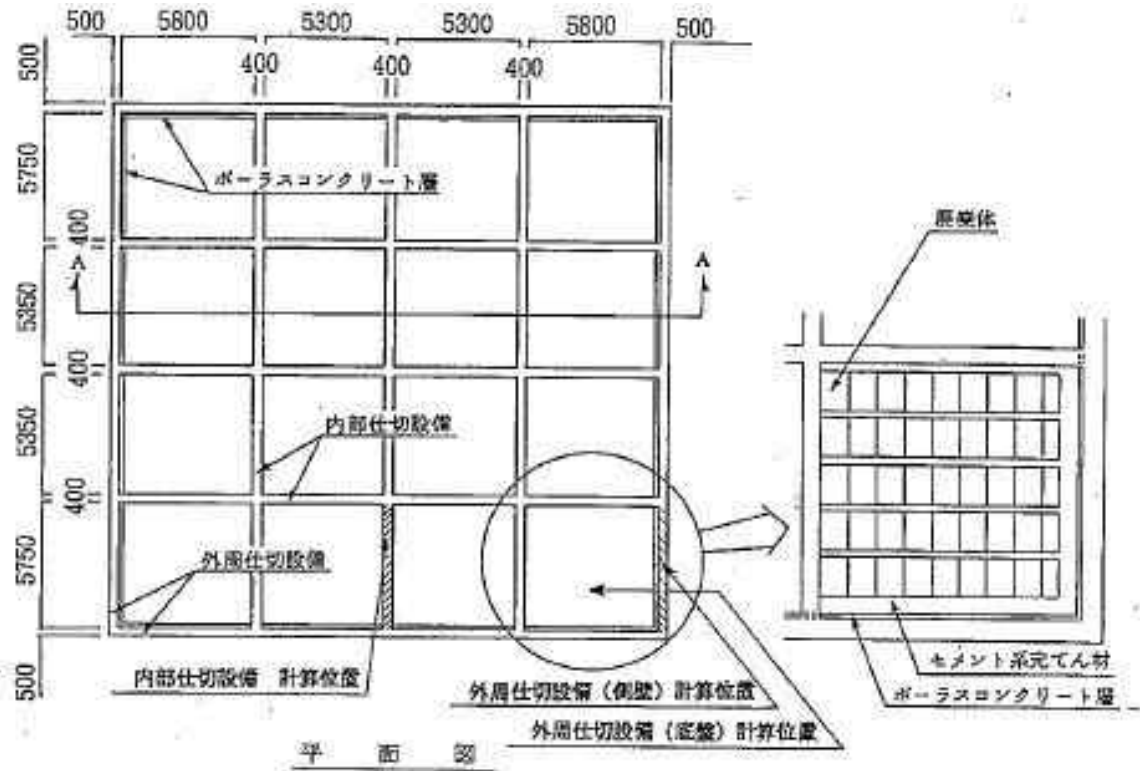 500 5800 5300 5300 5800 500
400 400 400
500
5750
400
5350
400
5350
400
5750
500
ポーラスコンクリート層
A A
内部仕切設備
外周仕切設備
内部仕切設備 計算位置
外周仕切設備（側壁）計算位置
外周仕切設備（底盤）計算位置
平 面 図
廃棄体
セメント系充てん材
ポーラスコンクリート層